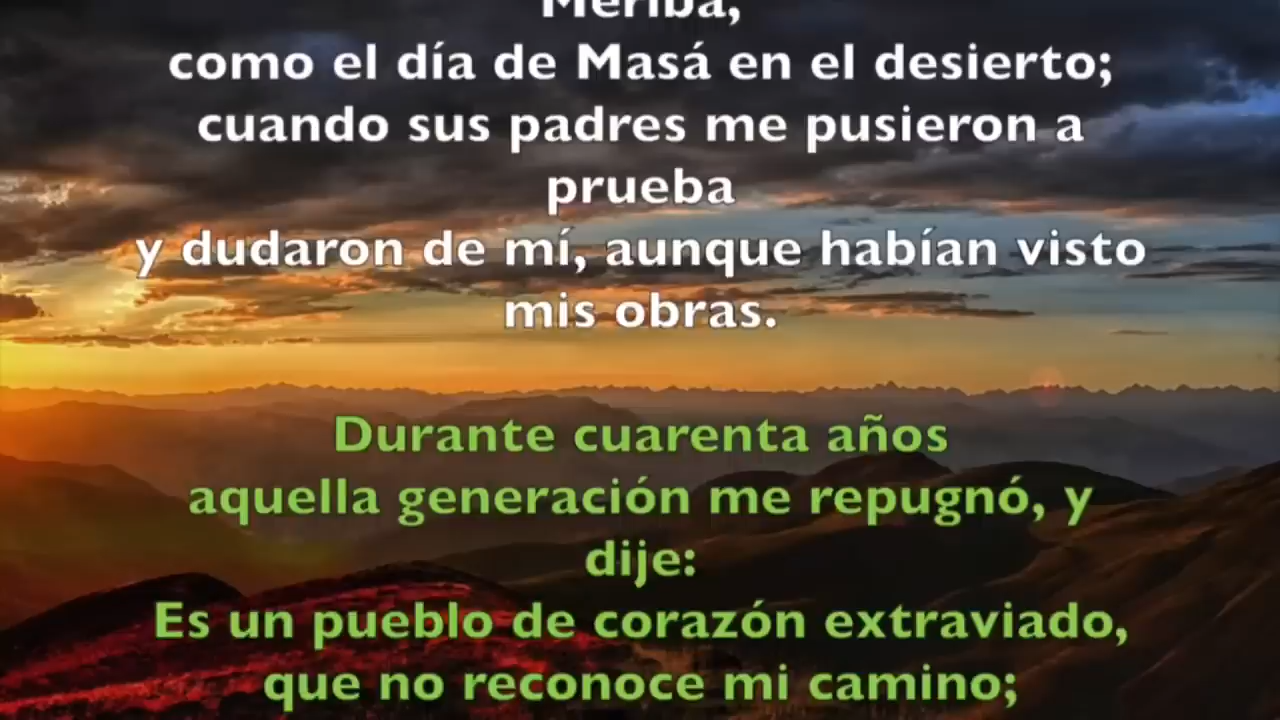 Meriba,
como el día de Masá en el desierto;
cuando sus padres me pusieron a
prueba
y dudaron de mí, aunque habían visto
mis obras.
Durante cuarenta años
aquella generación me repugnó, y
dije:
Es un pueblo de corazón extraviado,
que no reconoce mi camino;